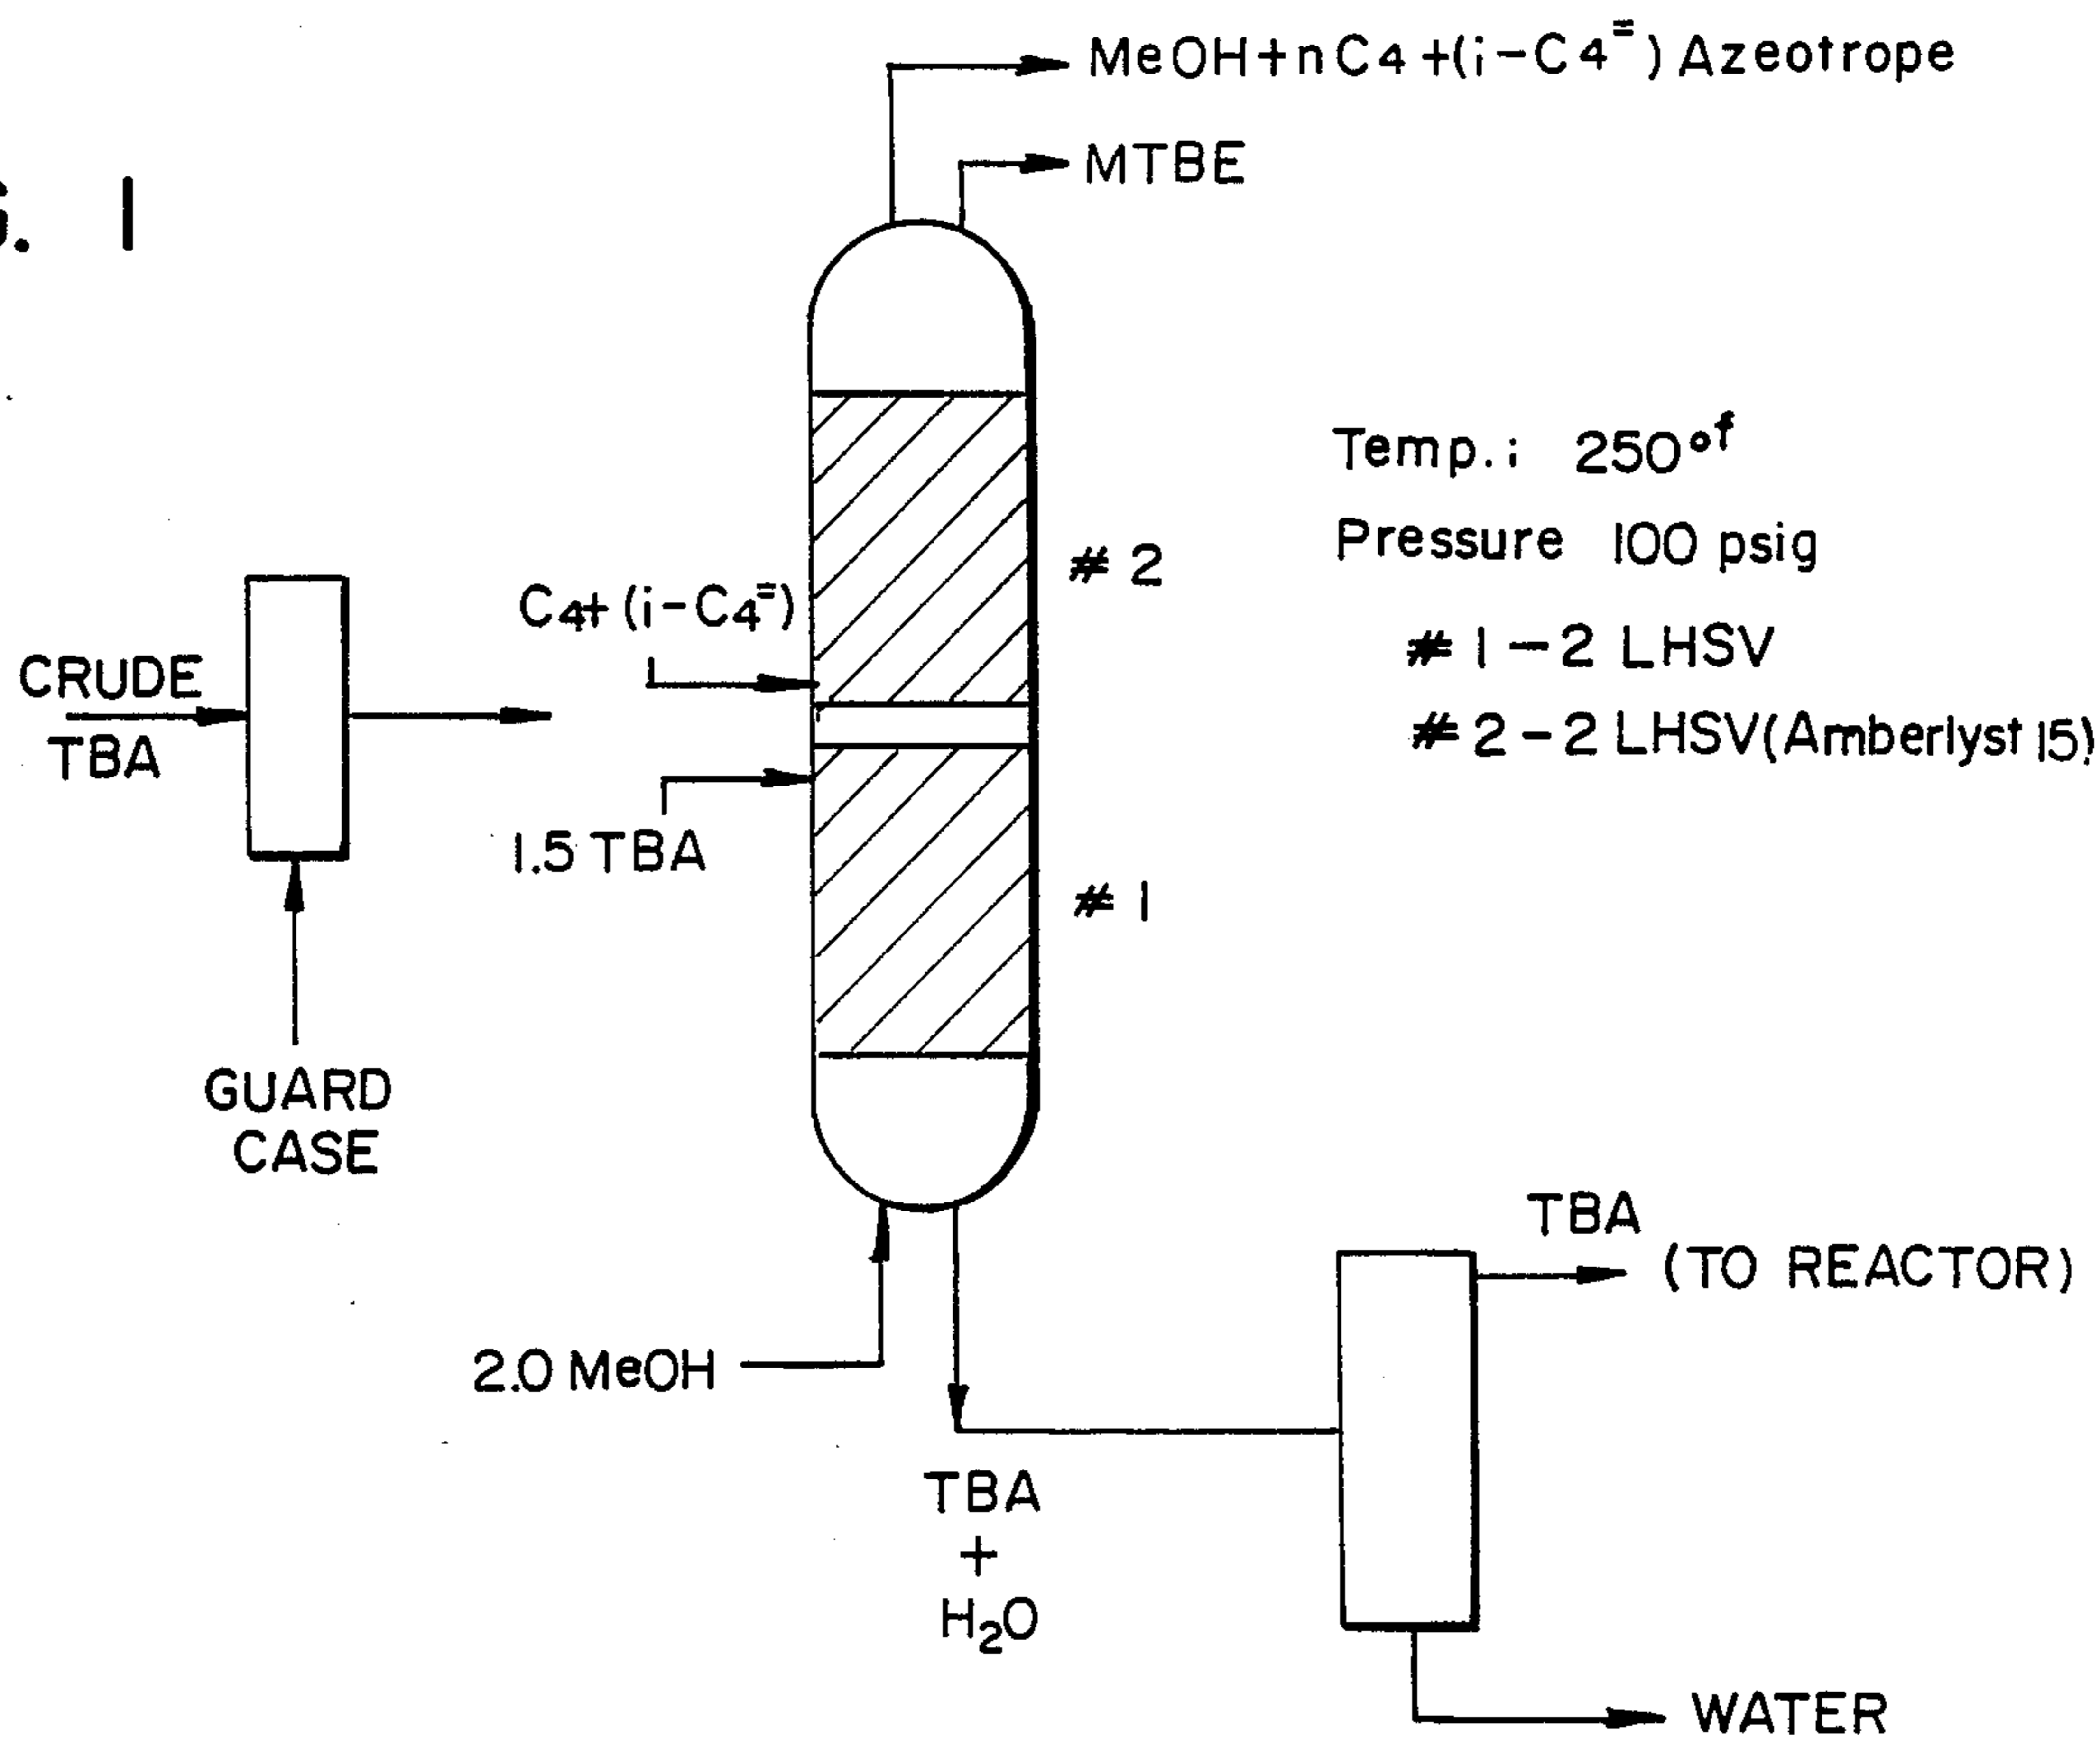 MeOH+nC4+(i-C4⁼) Azeotrope
MTBE
. 1
Temp.: 250°f
Pressure 100 psig
# 2
C4+(i-C4⁼)
# 1-2 LHSV
CRUDE
TBA
# 2-2 LHSV(Amberlyst 15)
1.5 TBA
# 1
GUARD
CASE
TBA
(TO REACTOR)
2.0 MeOH
TBA
+
H₂O
WATER